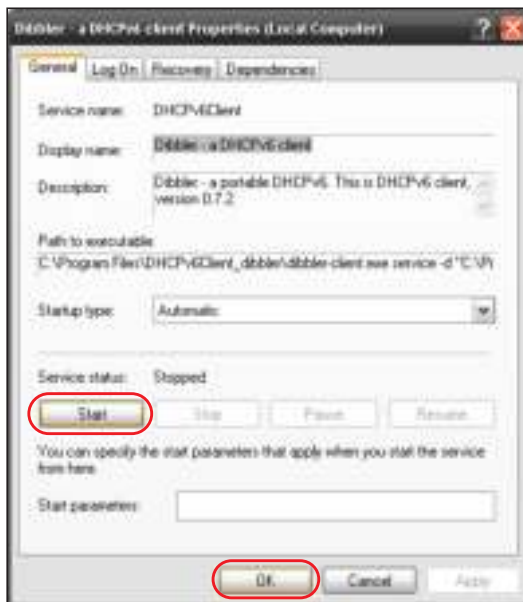 Dibbler - a DHCPv6 client Properties (Local Computer)
General Log On Recovery Dependencies
Service name: DHCPv6Client
Display name: Dibbler - a DHCPv6 client
Description: Dibbler - a portable DHCPv6. This is DHCPv6 client,
version 0.7.2
Path to executable:
C:\Program Files\DHCPv6Client_dibbler\dibbler-client.exe service -d "C:\Pr
Startup type: Automatic
Service status: Stopped
Start Stop Pause Resume
You can specify the start parameters that apply when you start the service
from here.
Start parameters:
OK Cancel Apply